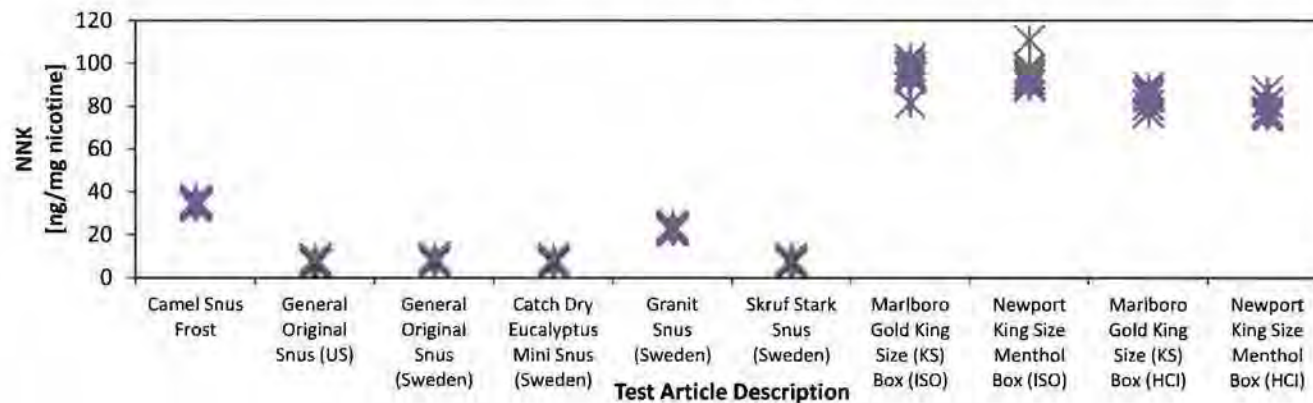 120
100
80
60
40
20
0
NNK
[ng/mg nicotine]
Camel Snus
Frost
General
Original
Snus (US)
General
Original
Snus
(Sweden)
Catch Dry
Eucalyptus
Mini Snus
(Sweden)
Granit
Snus
(Sweden)
Skruf Stark
Snus
(Sweden)
Marlboro
Gold King
Size (KS)
Box (ISO)
Newport
King Size
Menthol
Box (ISO)
Marlboro
Gold King
Size (KS)
Box (HCI)
Newport
King Size
Menthol
Box (HCI)
Test Article Description